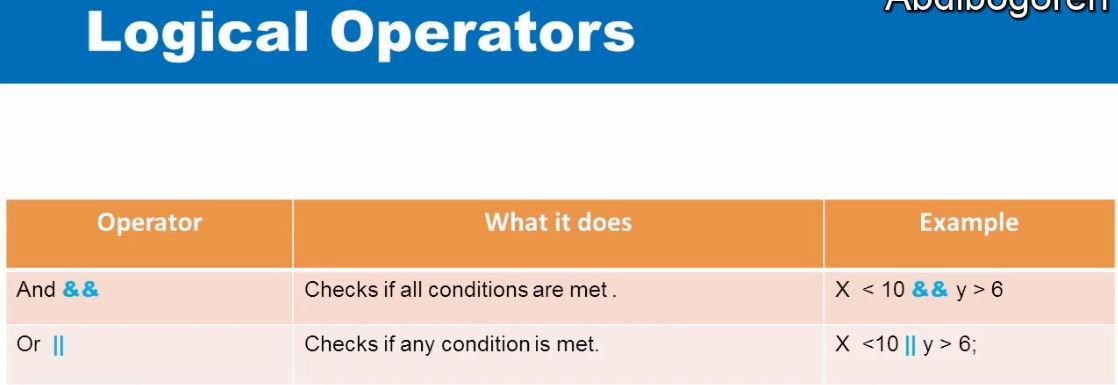 Logical Operators
Operator What it does Example
And && Checks if all conditions are met . X < 10 && y > 6
Or || Checks if any condition is met. X <10 || y > 6;